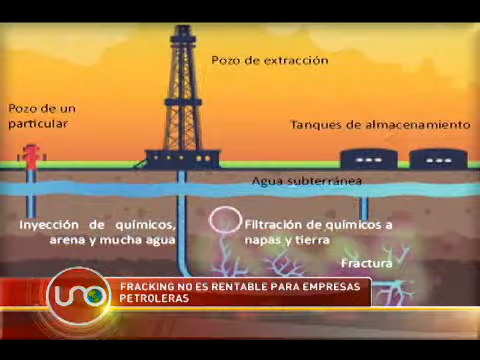 Pozo de extracción
Pozo de un
particular
Tanques de almacenamiento
Agua subterránea
Inyección de químicos,
arena y mucha agua
Filtración de químicos a
napas y tierra
Fractura
UNO
FRACKING NO ES RENTABLE PARA EMPRESAS
PETROLERAS